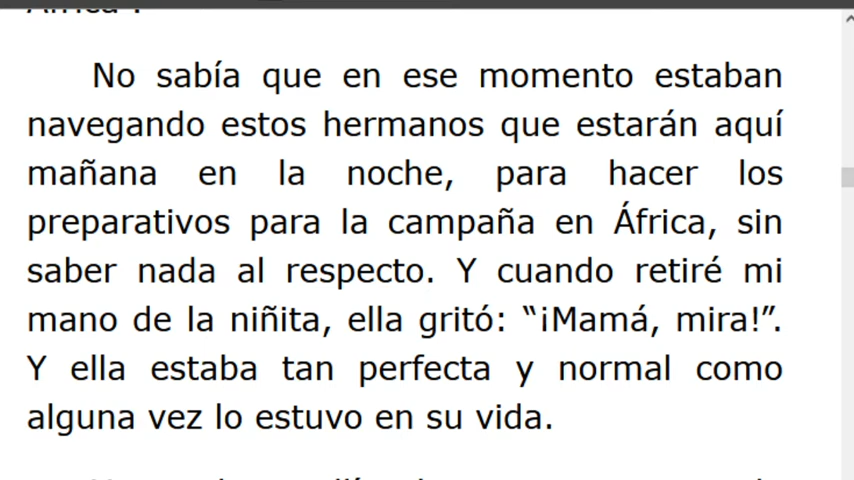 África".
No sabía que en ese momento estaban
navegando estos hermanos que estarán aquí
mañana en la noche, para hacer los
preparativos para la campaña en África, sin
saber nada al respecto. Y cuando retiré mi
mano de la niñita, ella gritó: “¡Mamá, mira!”.
Y ella estaba tan perfecta y normal como
alguna vez lo estuvo en su vida.